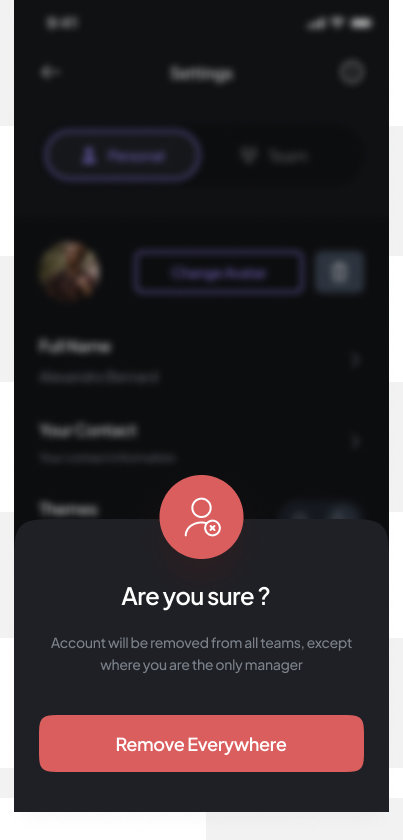 9:41
Settings
Personal
Team
Change Avatar
Full Name
Alexandra Bernard
Your Contact
Your contact information
Themes
Are you sure ?
Account will be removed from all teams, except
where you are the only manager
Remove Everywhere